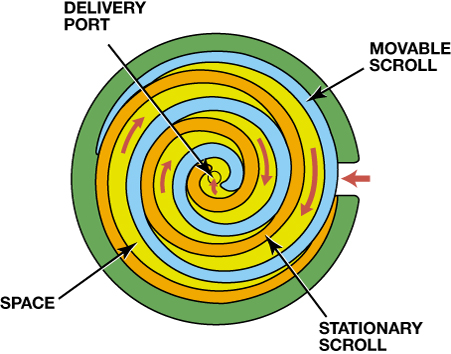 DELIVERY
PORT
MOVABLE
SCROLL
SPACE
STATIONARY
SCROLL